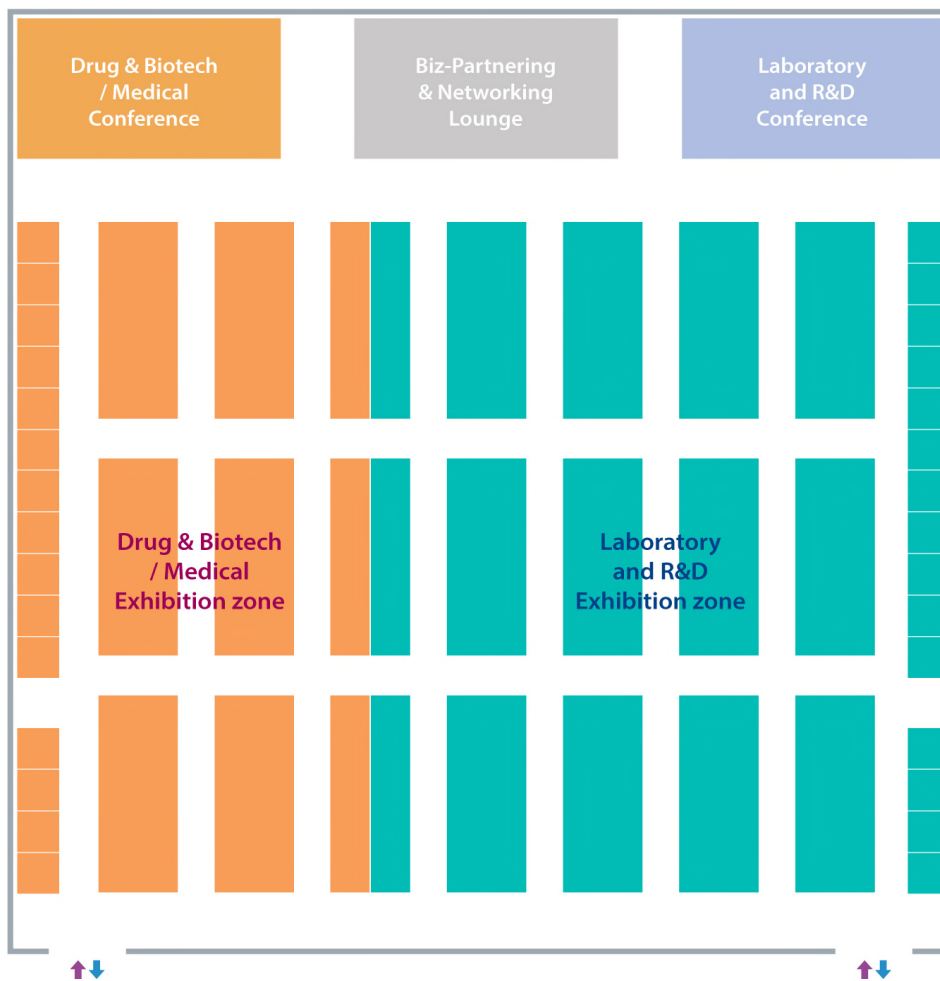 Drug & Biotech
/ Medical
Conference
Biz-Partnering
& Networking
Lounge
Laboratory
and R&D
Conference
Drug & Biotech
/ Medical
Exhibition zone
Laboratory
and R&D
Exhibition zone